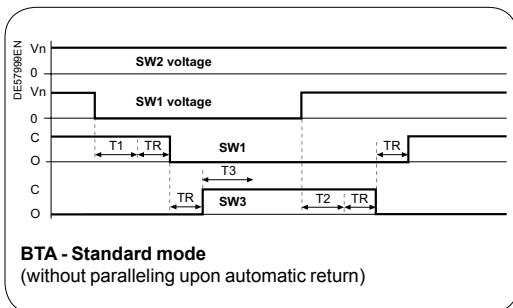 DE57999EN
Vn
SW2 voltage
0
Vn
SW1 voltage
0
C
T1 TR SW1 TR
O
T3
C
TR SW3 T2 TR
O
BTA - Standard mode
(without paralleling upon automatic return)